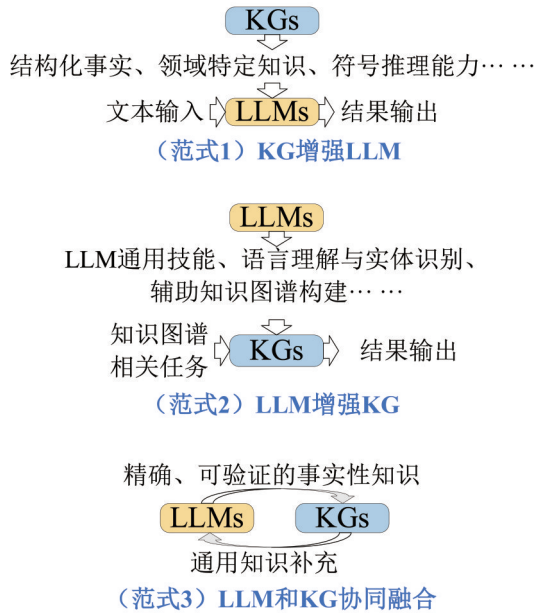 KGs
结构化事实、领域特定知识、符号推理能力… …
文本输入 LLMs 结果输出
（范式1）KG增强LLM
LLMs
LLM通用技能、语言理解与实体识别、
辅助知识图谱构建… …
知识图谱
相关任务
KGs 结果输出
（范式2）LLM增强KG
精确、可验证的事实性知识
LLMs KGs
通用知识补充
（范式3）LLM和KG协同融合